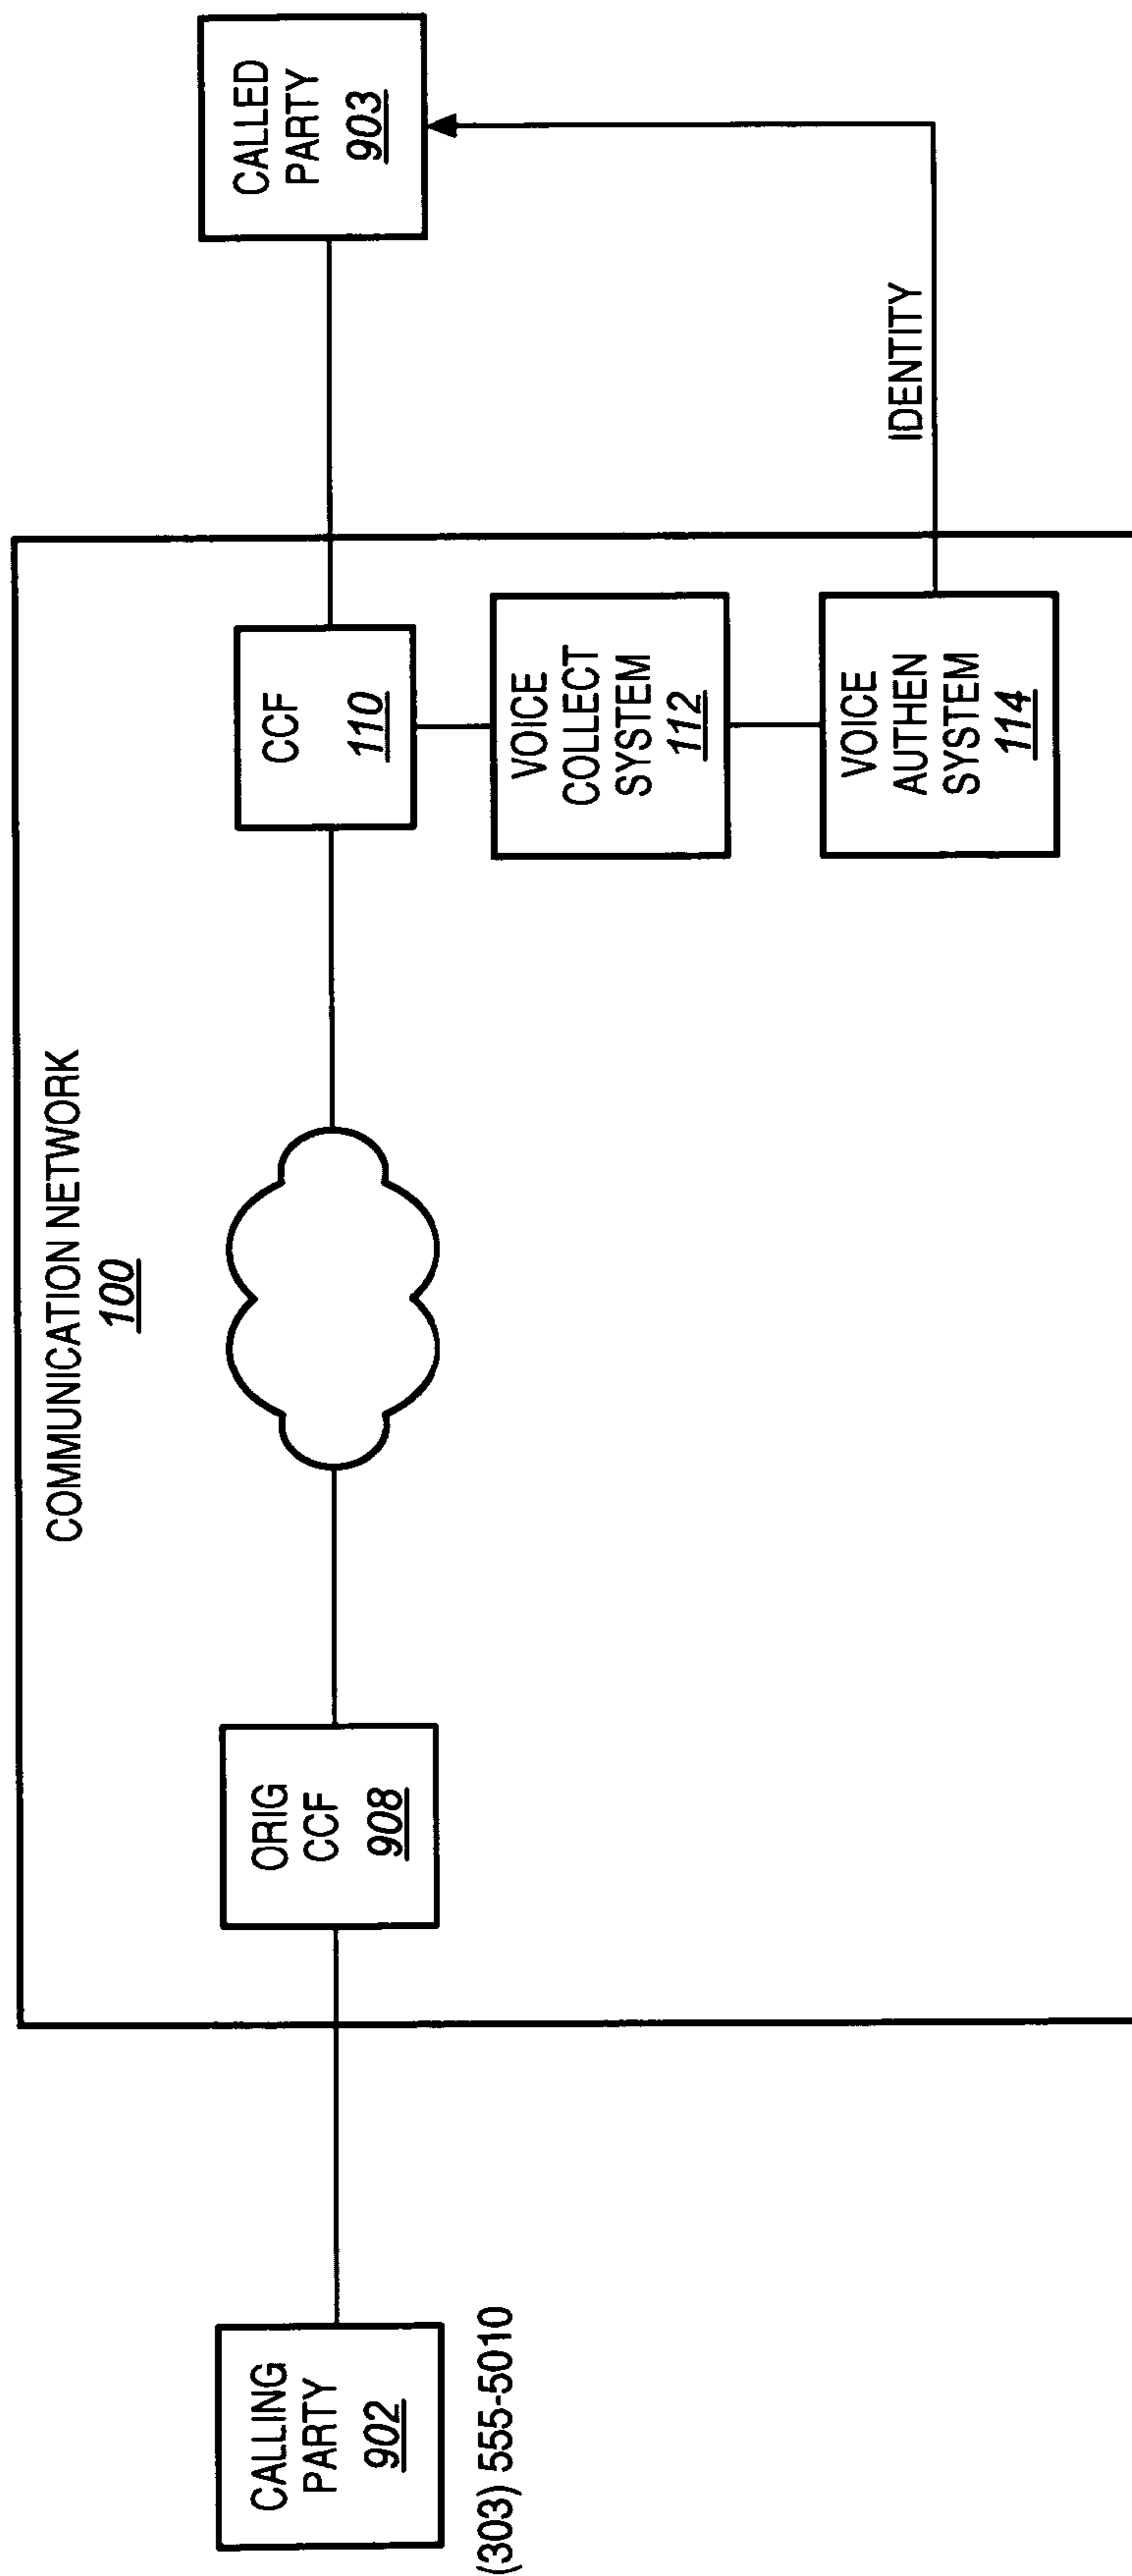 COMMUNICATION NETWORK
100
CALLING
PARTY
902
(303) 555-5010
ORIG
CCF
908
CCF
110
VOICE
COLLECT
SYSTEM
112
VOICE
AUTHEN
SYSTEM
114
IDENTITY
CALLED
PARTY
903